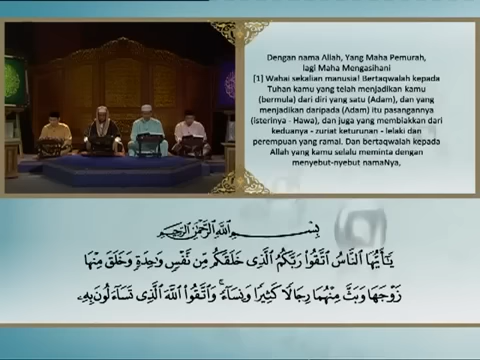 Dengan nama Allah, Yang Maha Pemurah,
lagi Maha Mengasihani
[1] Wahai sekalian manusia! Bertaqwalah kepada
Tuhan kamu yang telah menjadikan kamu
(bermula) dari diri yang satu (Adam), dan yang
menjadikan daripada (Adam) itu pasangannya
(isterinya - Hawa), dan juga yang membiakkan dari
keduanya - zuriat keturunan - lelaki dan
perempuan yang ramai. Dan bertaqwalah kepada
Allah yang kamu selalu meminta dengan
menyebut-nyebut namaNya,
بِسْمِ اللَّهِ الرَّحْمَٰنِ الرَّحِيمِ
يَٰٓأَيُّهَا النَّاسُ اتَّقُوا۟ رَبَّكُمُ الَّذِى خَلَقَكُم مِّن نَّفْسٍ وَٰحِدَةٍ وَخَلَقَ مِنْهَا
زَوْجَهَا وَبَثَّ مِنْهُمَا رِجَالًا كَثِيرًا وَنِسَآءً ۚ وَاتَّقُوا۟ اللَّهَ الَّذِى تَسَآءَلُونَ بِهِۦ